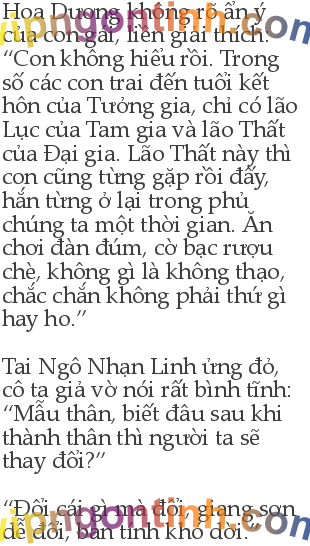 Hoa Dương không rõ ẩn ý
của con gái, liền giải thích:
“Con không hiểu rồi. Trong
số các con trai đến tuổi kết
hôn của Tưởng gia, chỉ có lão
Lục của Tam gia và lão Thất
của Đại gia. Lão Thất này thì
con cũng từng gặp rồi đấy,
hắn từng ở lại trong phủ
chúng ta một thời gian. Ăn
chơi đàn đúm, cờ bạc rượu
chè, không gì là không thạo,
chắc chắn không phải thứ gì
hay ho.”
Tai Ngô Nhạn Linh ửng đỏ,
cô ta giả vờ nói rất bình tĩnh:
“Mẫu thân, biết đâu sau khi
thành thân thì người ta sẽ
thay đổi?”
“Đổi cái gì mà đổi, giang sơn
dễ đổi, bản tính khó dời.”
vipngontinh.com
vipngontinh.com